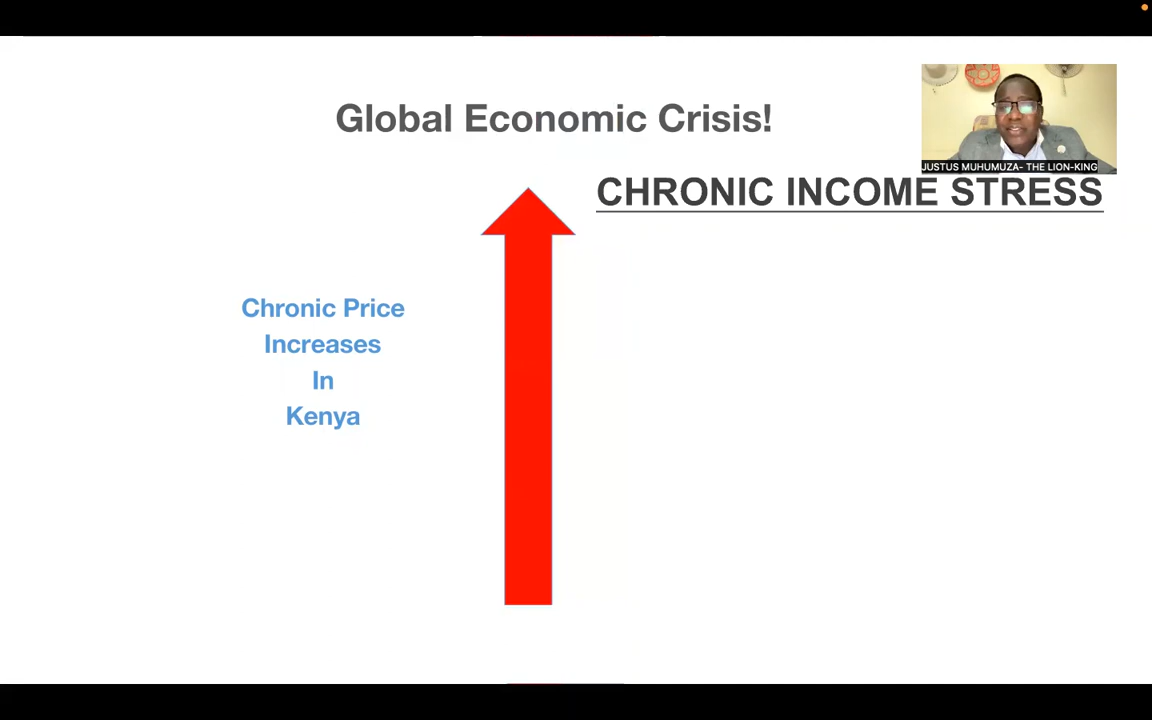 Global Economic Crisis!
JUSTUS MUHUMUZA- THE LION-KING
CHRONIC INCOME STRESS
Chronic Price
Increases
In
Kenya